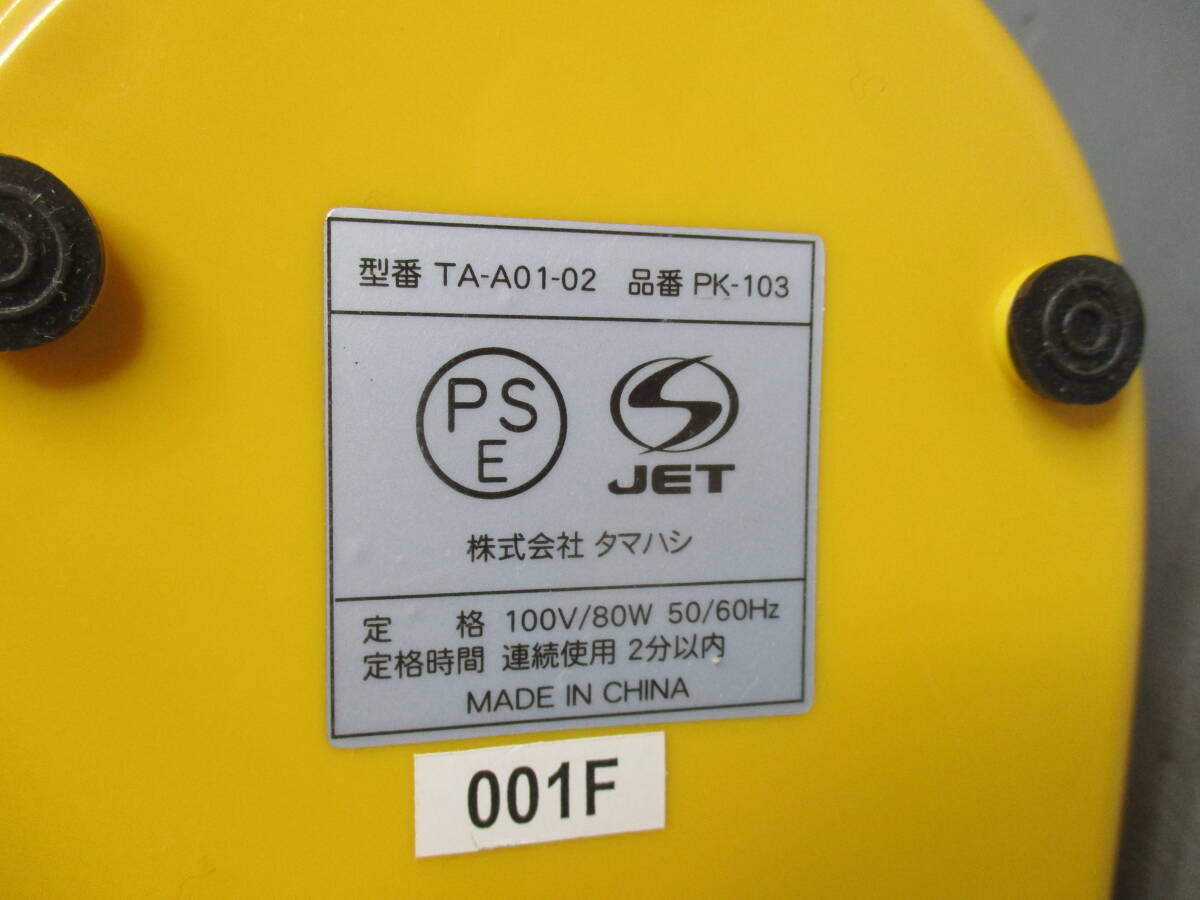 型番 TA-A01-02 品番 PK-103
PS
E
JET
株式会社 タマハシ
定 格 100V/80W 50/60Hz
定格時間 連続使用 2分以内
MADE IN CHINA
001F